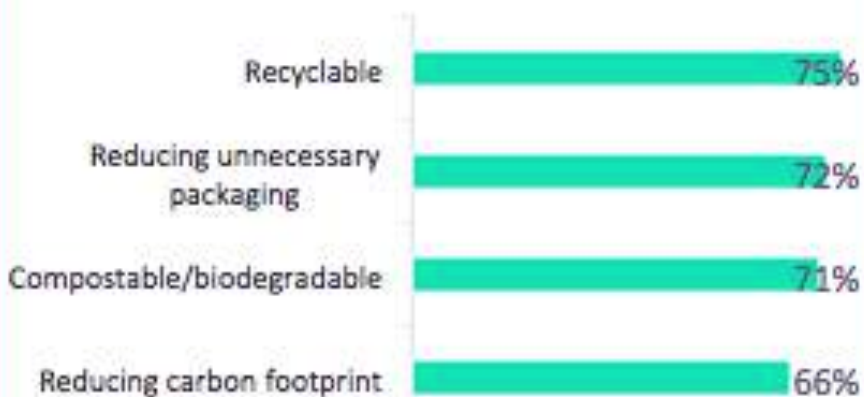 Recyclable 75%
Reducing unnecessary
packaging 72%
Compostable/biodegradable 71%
Reducing carbon footprint 66%